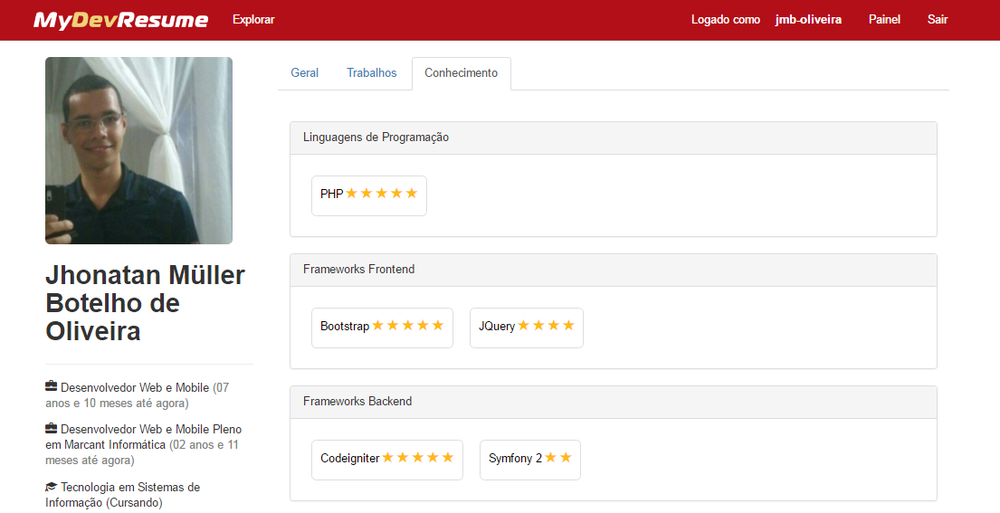 MyDevResume Explorar Logado como jmb-oliveira Painel Sair
Geral Trabalhos Conhecimento
Jhonatan Müller
Botelho de
Oliveira
Desenvolvedor Web e Mobile (07
anos e 10 meses até agora)
Desenvolvedor Web e Mobile Pleno
em Marcant Informática (02 anos e 11
meses até agora)
Tecnologia em Sistemas de
Informação (Cursando)
Linguagens de Programação
PHP ★★★★★
Frameworks Frontend
Bootstrap ★★★★★ JQuery ★★★★
Frameworks Backend
Codeigniter ★★★★★ Symfony 2 ★★